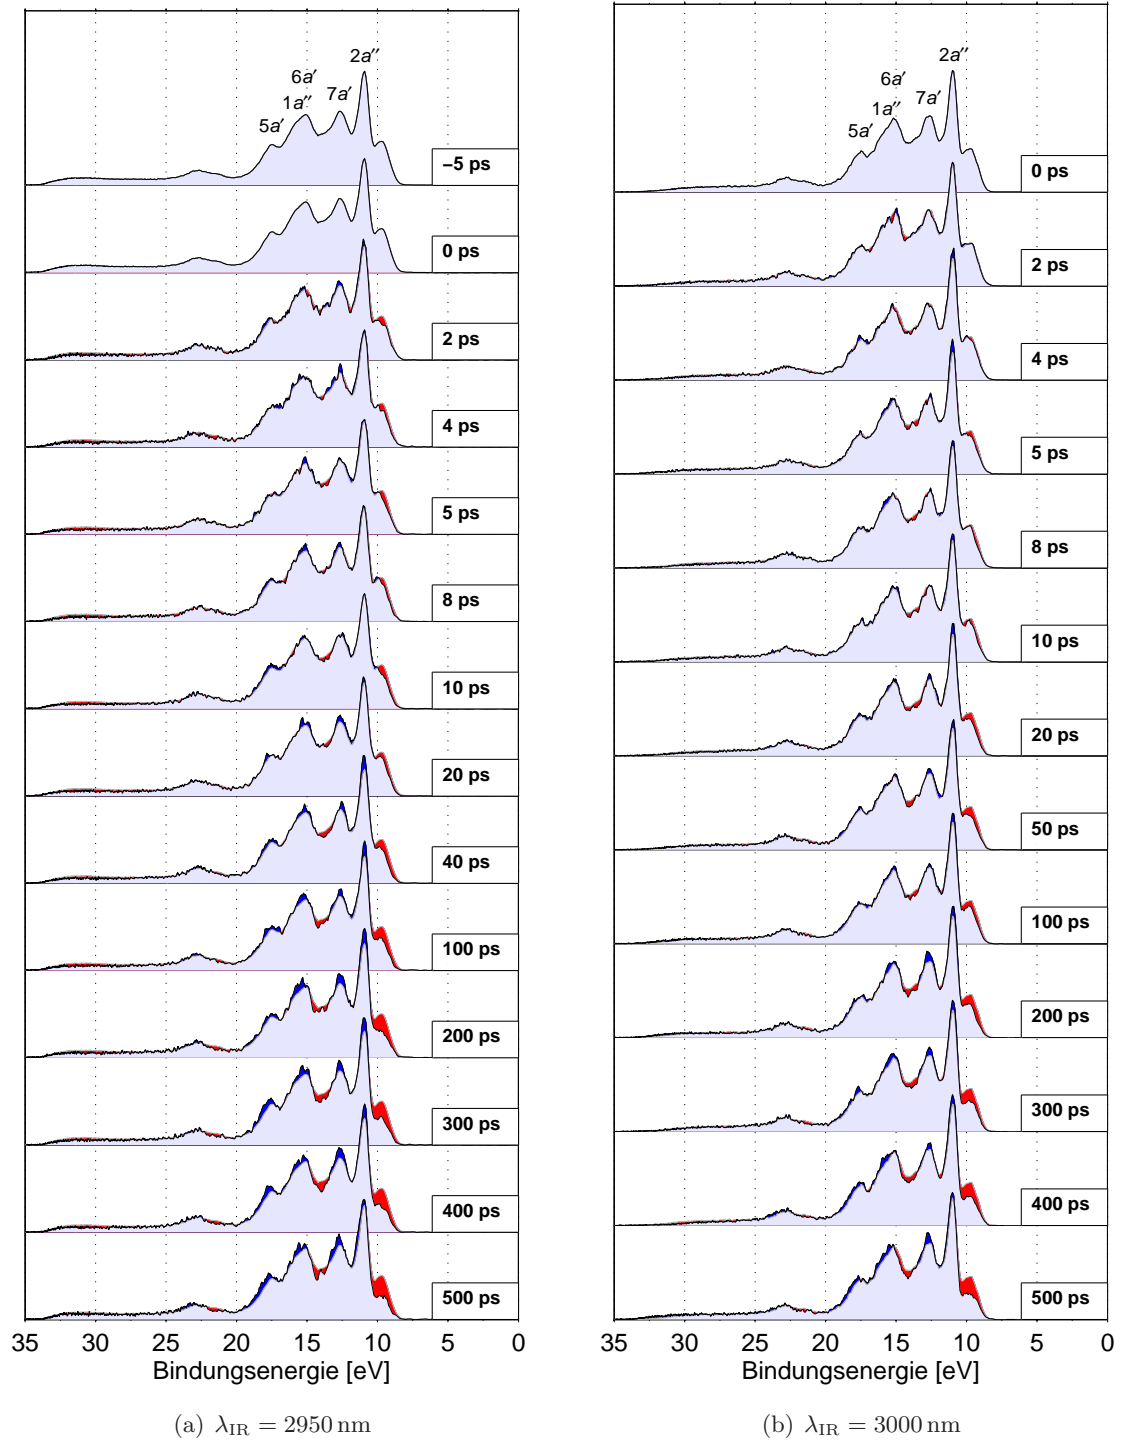 2a″
6a′
1a″
7a′
5a′
−5 ps
0 ps
2 ps
4 ps
5 ps
8 ps
10 ps
20 ps
40 ps
100 ps
200 ps
300 ps
400 ps
500 ps
35 30 25 20 15 10 5 0
Bindungsenergie [eV]
(a) λIR = 2950 nm
2a″
6a′
1a″
7a′
5a′
0 ps
2 ps
4 ps
5 ps
8 ps
10 ps
20 ps
50 ps
100 ps
200 ps
300 ps
400 ps
500 ps
35 30 25 20 15 10 5 0
Bindungsenergie [eV]
(b) λIR = 3000 nm